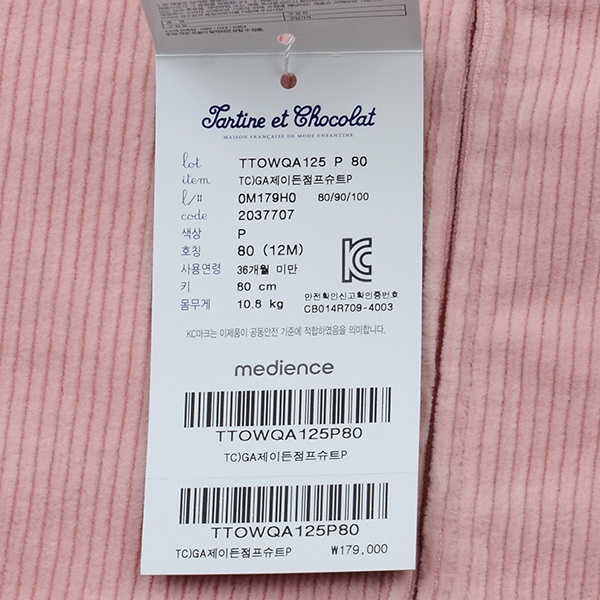 Tartine et Chocolat
MAISON FRANÇAISE DE MODE ENFANTINE
lot TTOWQA125 P 80
item TC)GA제이든점프슈트P
l/# 0M179H0 80/90/100
code 2037707
색상 P
호칭 80 (12M)
사용연령 36개월 미만
키 80 cm
몸무게 10.8 kg
안전확인신고확인증번호
CB014R709-4003
KC마크는 이제품이 공동안전 기준에 적합하였음을 의미합니다.
medience
TTOWQA125P80
TC)GA제이든점프슈트P
TTOWQA125P80
TC)GA제이든점프슈트P ₩179,000